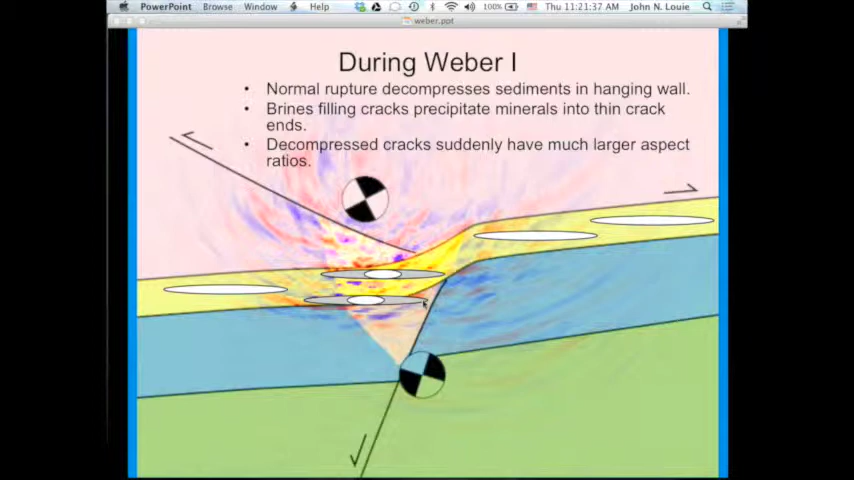 PowerPoint Browse Window Help 100% Thu 11:21:37 AM John N. Louie
weber.ppt
During Weber I
• Normal rupture decompresses sediments in hanging wall.
• Brines filling cracks precipitate minerals into thin crack
ends.
• Decompressed cracks suddenly have much larger aspect
ratios.